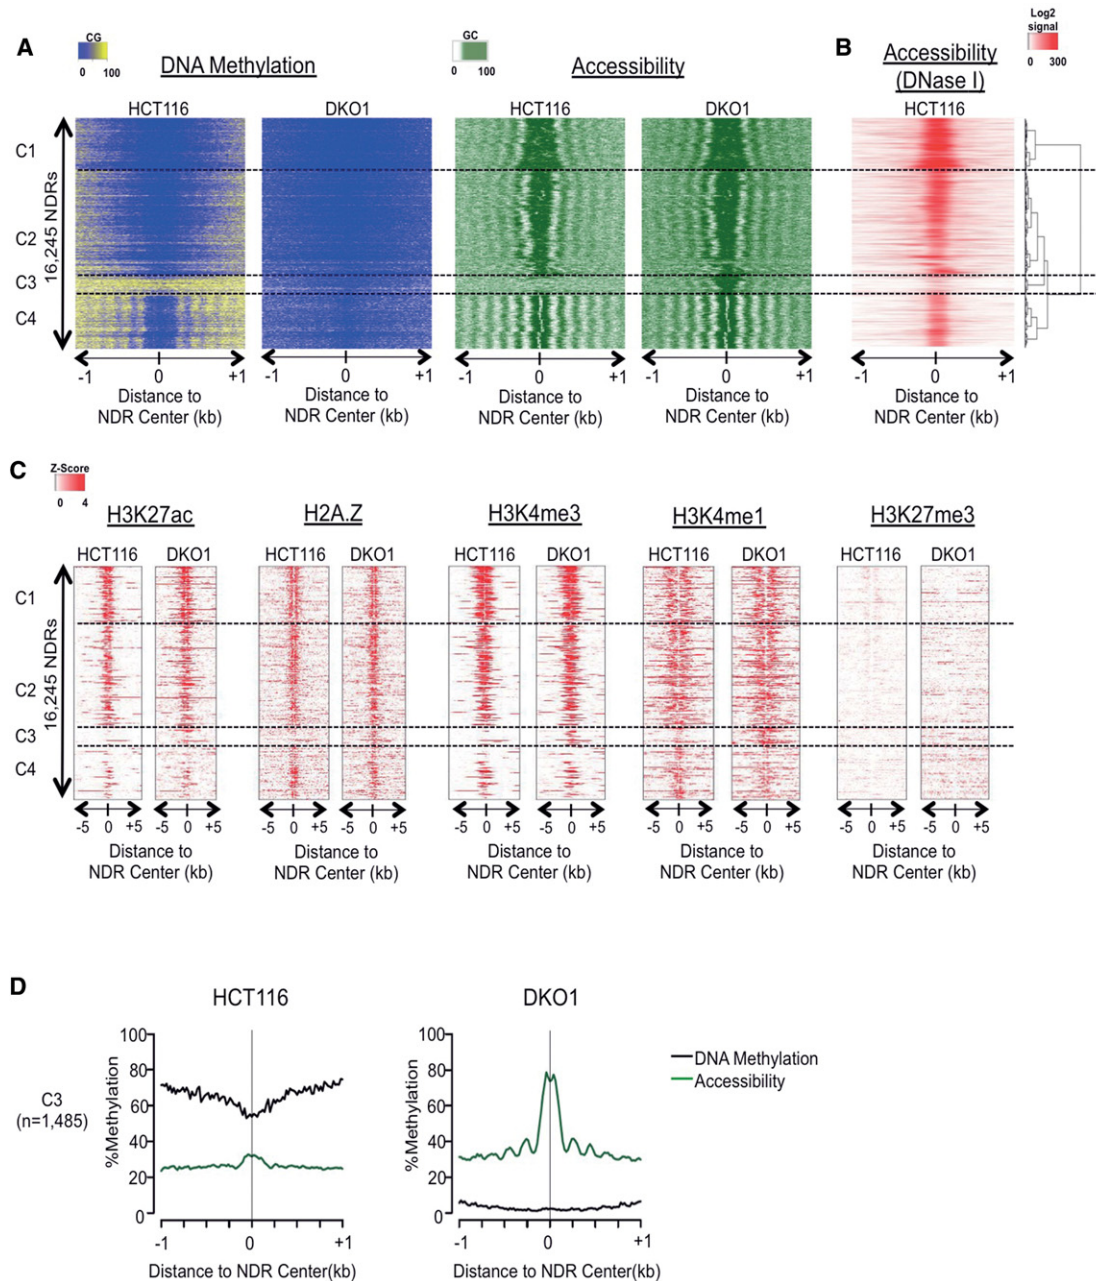 A
CG
0 100
DNA Methylation
HCT116 DKO1
GC
0 100
Accessibility
HCT116 DKO1
B
Accessibility
(DNase I)
HCT116
Log2
signal
0 300
16,245 NDRs
C1
C2
C3
C4
-1 0 +1
Distance to
NDR Center (kb)
-1 0 +1
Distance to
NDR Center (kb)
-1 0 +1
Distance to
NDR Center (kb)
-1 0 +1
Distance to
NDR Center (kb)
-1 0 +1
Distance to
NDR Center (kb)
C
Z-Score
0 4
H3K27ac H2A.Z H3K4me3 H3K4me1 H3K27me3
HCT116 DKO1 HCT116 DKO1 HCT116 DKO1 HCT116 DKO1 HCT116 DKO1
16,245 NDRs
C1
C2
C3
C4
-5 0 +5 -5 0 +5 -5 0 +5 -5 0 +5 -5 0 +5 -5 0 +5 -5 0 +5 -5 0 +5 -5 0 +5 -5 0 +5
Distance to Distance to Distance to Distance to Distance to
NDR Center (kb) NDR Center (kb) NDR Center (kb) NDR Center (kb) NDR Center (kb)
D
C3
(n=1,485)
HCT116
%Methylation
100
80
60
40
20
0
-1 0 +1
Distance to NDR Center(kb)
DKO1
%Methylation
100
80
60
40
20
0
-1 0 +1
Distance to NDR Center(kb)
DNA Methylation
Accessibility